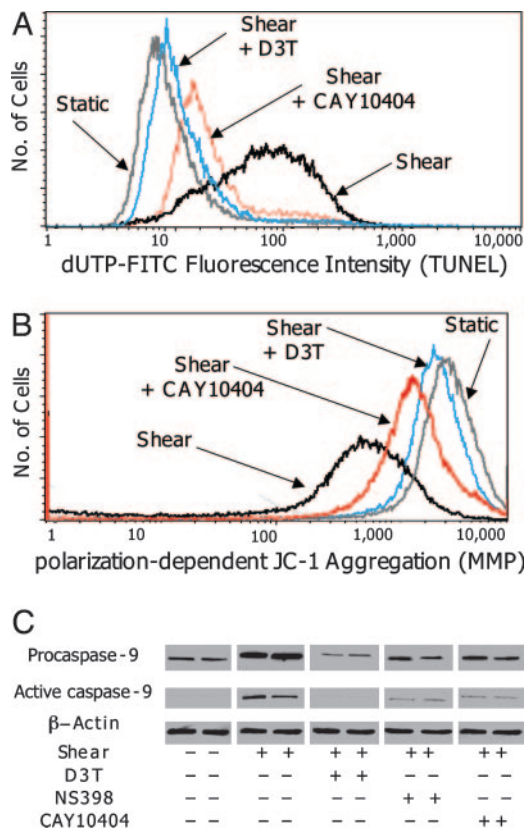 A
No. of Cells
Shear
+ D3T
Shear
+ CAY10404
Static
Shear
1 10 100 1,000 10,000
dUTP-FITC Fluorescence Intensity (TUNEL)
B
No. of Cells
Shear
+ D3T
Static
Shear
+ CAY10404
Shear
1 10 100 1,000 10,000
polarization-dependent JC-1 Aggregation (MMP)
C
Procaspase-9
Active caspase-9
β-Actin
Shear − − + + + + + + + +
D3T − − − − + + − − − −
NS398 − − − − − − + + − −
CAY10404 − − − − − − − − + +